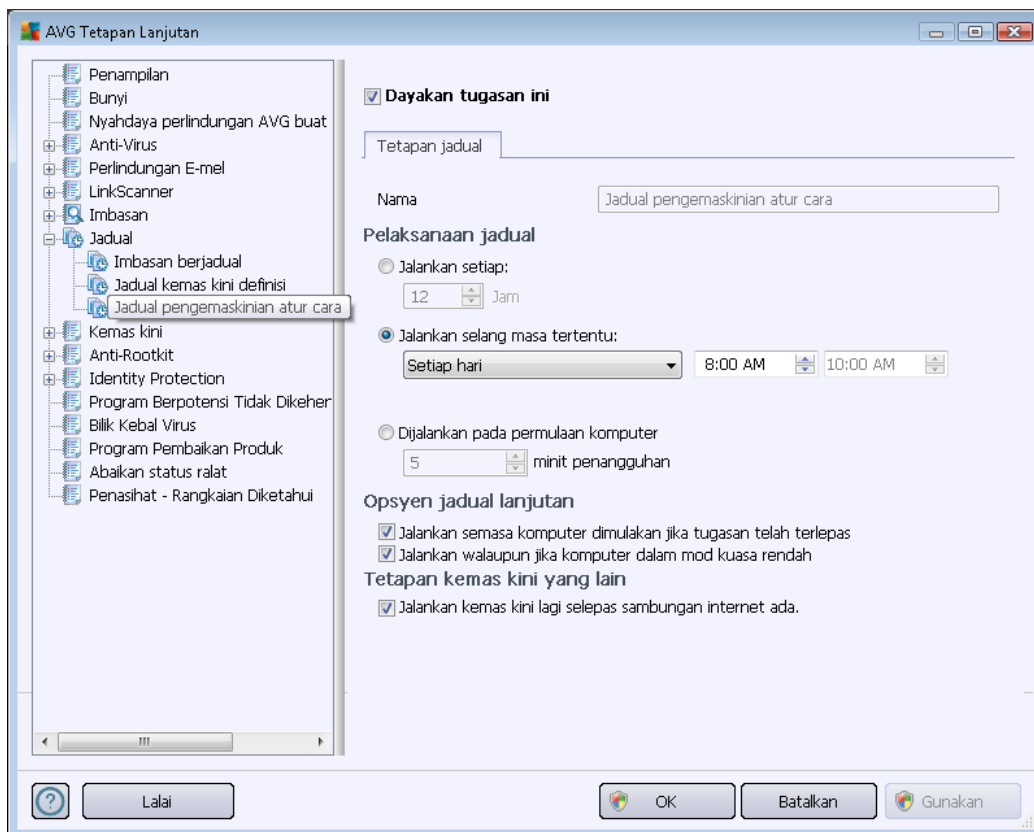 AVG Tetapan Lanjutan
Penampilan
Bunyi
Nyahdaya perlindungan AVG buat
Anti-Virus
Perlindungan E-mel
LinkScanner
Imbasan
Jadual
Imbasan berjadual
Jadual kemas kini definisi
Jadual pengemaskinian atur cara
Kemas kini
Anti-Rootkit
Identity Protection
Program Berpotensi Tidak Dikeher
Bilik Kebal Virus
Program Pembaikan Produk
Abaikan status ralat
Penasihat - Rangkaian Diketahui
Dayakan tugasan ini
Tetapan jadual
Nama Jadual pengemaskinian atur cara
Pelaksanaan jadual
Jalankan setiap:
12 Jam
Jalankan selang masa tertentu:
Setiap hari 8:00 AM 10:00 AM
Dijalankan pada permulaan komputer
5 minit penangguhan
Opsyen jadual lanjutan
Jalankan semasa komputer dimulakan jika tugasan telah terlepas
Jalankan walaupun jika komputer dalam mod kuasa rendah
Tetapan kemas kini yang lain
Jalankan kemas kini lagi selepas sambungan internet ada.
? Lalai OK Batalkan Gunakan